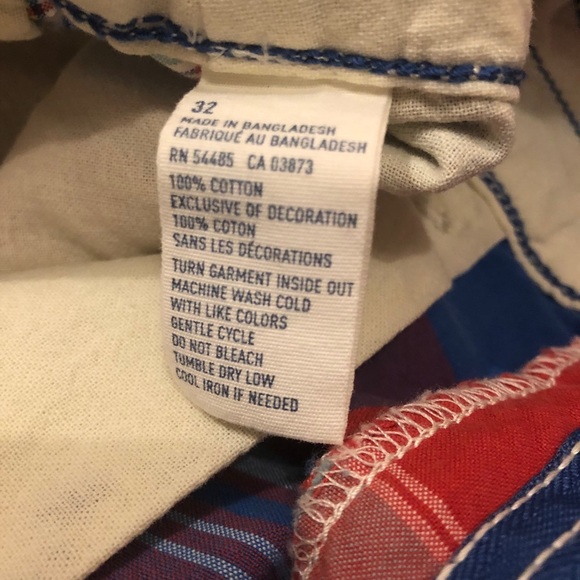 32
MADE IN BANGLADESH
FABRIQUÉ AU BANGLADESH
RN 54485 CA 03873
100% COTTON
EXCLUSIVE OF DECORATION
100% COTON
SANS LES DÉCORATIONS
TURN GARMENT INSIDE OUT
MACHINE WASH COLD
WITH LIKE COLORS
GENTLE CYCLE
DO NOT BLEACH
TUMBLE DRY LOW
COOL IRON IF NEEDED